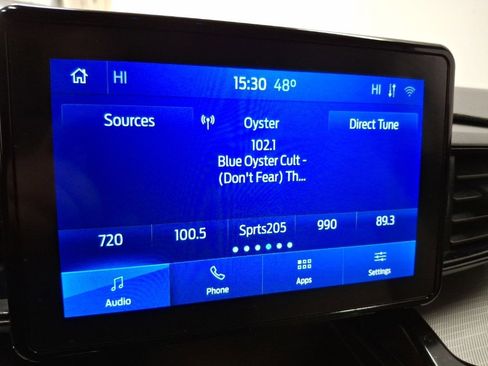 HI 15:30 48° HI
Sources Oyster Direct Tune
102.1
Blue Oyster Cult -
(Don't Fear) Th...
720 100.5 Sprts205 990 89.3
Audio Phone Apps Settings